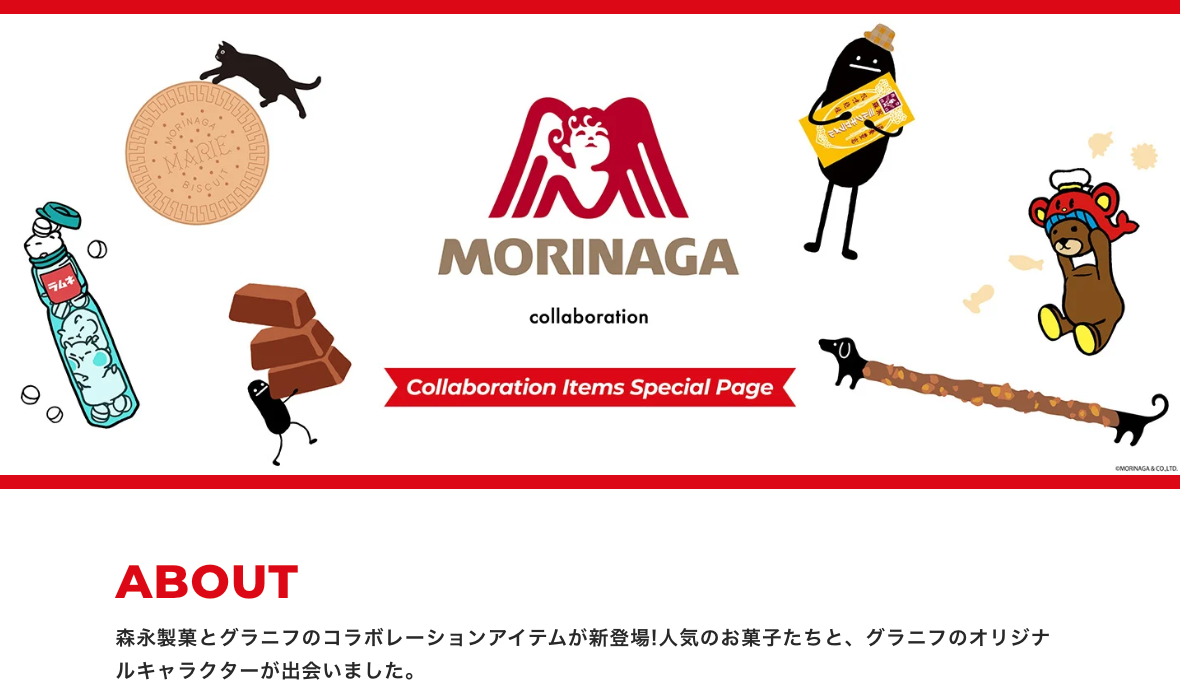 MORINAGA
MARIE
BISCUIT
ラムネ
MORINAGA
collaboration
Collaboration Items Special Page
©MORINAGA & CO.,LTD.
ABOUT
森永製菓とグラニフのコラボレーションアイテムが新登場!人気のお菓子たちと、グラニフのオリジナ
ルキャラクターが出会いました。